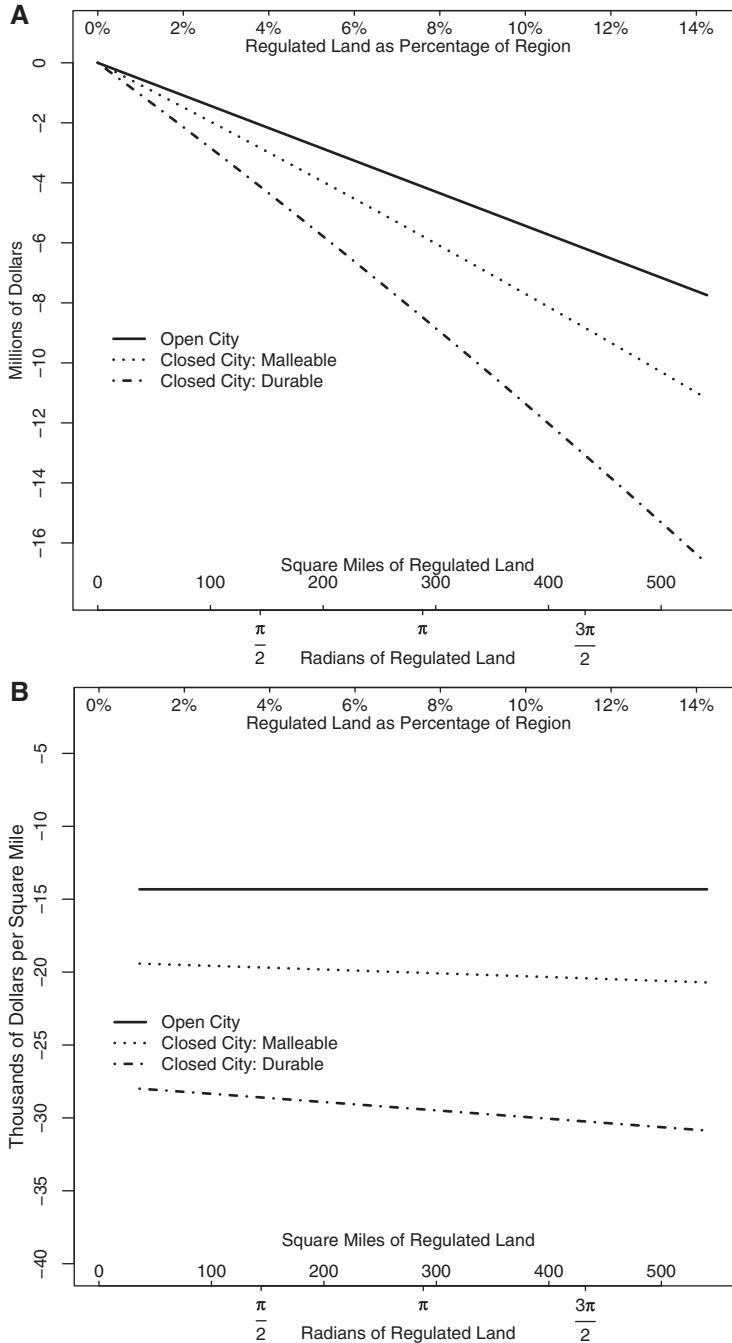 A
0% 2% 4% 6% 8% 10% 12% 14%
Regulated Land as Percentage of Region
Millions of Dollars
0
−2
−4
−6
−8
−10
−12
−14
−16
Open City
Closed City: Malleable
Closed City: Durable
Square Miles of Regulated Land
0 100 200 300 400 500
π/2 π 3π/2
Radians of Regulated Land
B
0% 2% 4% 6% 8% 10% 12% 14%
Regulated Land as Percentage of Region
Thousands of Dollars per Square Mile
−5
−10
−15
−20
−25
−30
−35
−40
Open City
Closed City: Malleable
Closed City: Durable
Square Miles of Regulated Land
0 100 200 300 400 500
π/2 π 3π/2
Radians of Regulated Land